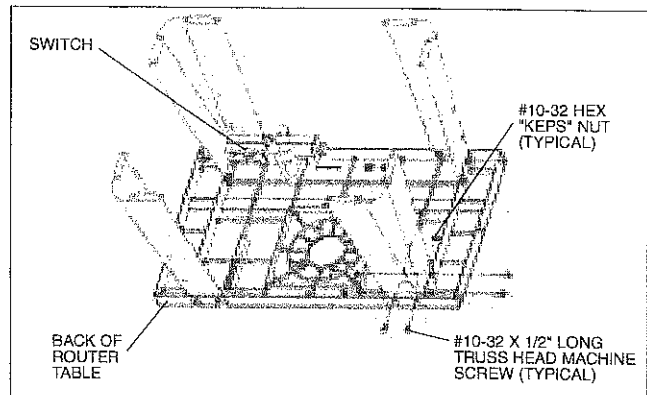 SWITCH
#10-32 HEX
"KEPS" NUT
(TYPICAL)
BACK OF
ROUTER
TABLE
#10-32 X 1/2" LONG
TRUSS HEAD MACHINE
SCREW (TYPICAL)